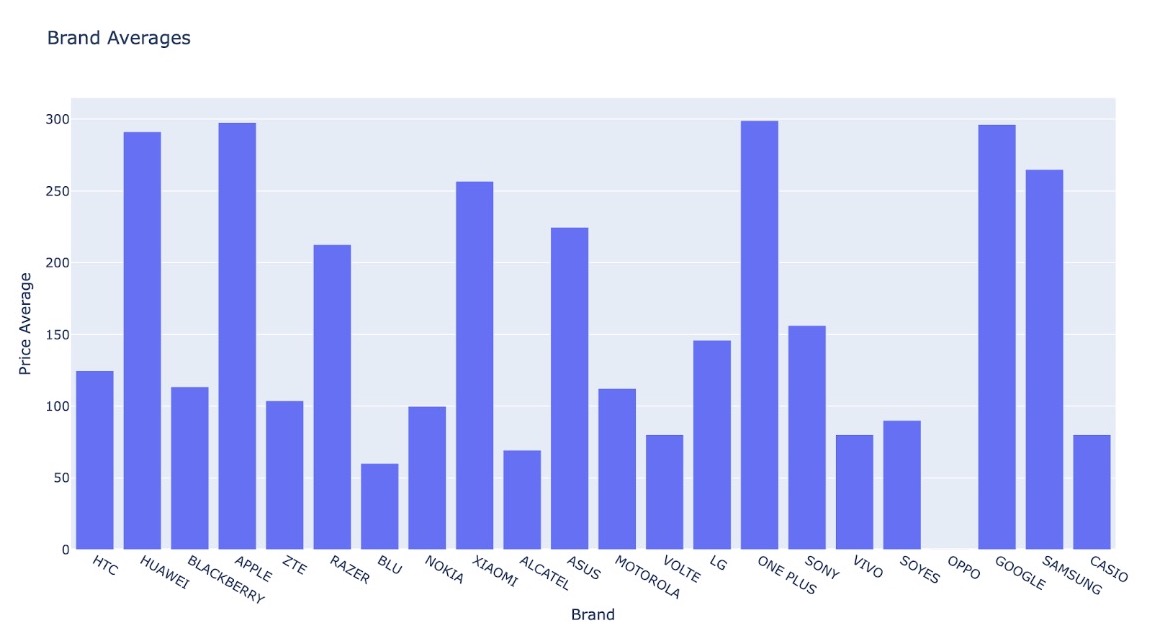 Brand Averages
300
250
200
150
100
50
0
Price Average
HTC
HUAWEI
BLACKBERRY
APPLE
ZTE
RAZER
BLU
NOKIA
XIAOMI
ALCATEL
ASUS
MOTOROLA
VOLTE
LG
ONE PLUS
SONY
VIVO
SOYES
OPPO
GOOGLE
SAMSUNG
CASIO
Brand